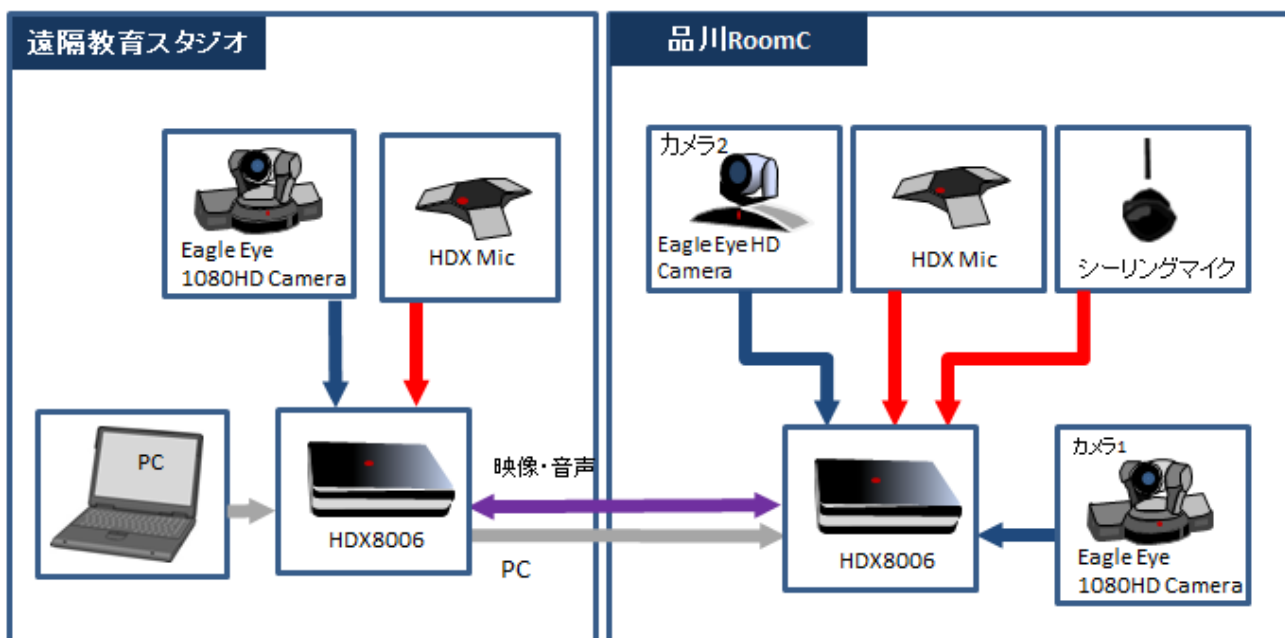 遠隔教育スタジオ
Eagle Eye
1080HD Camera
HDX Mic
PC
HDX8006
映像・音声
PC
品川RoomC
カメラ2
Eagle Eye HD
Camera
HDX Mic
シーリングマイク
HDX8006
カメラ1
Eagle Eye
1080HD Camera